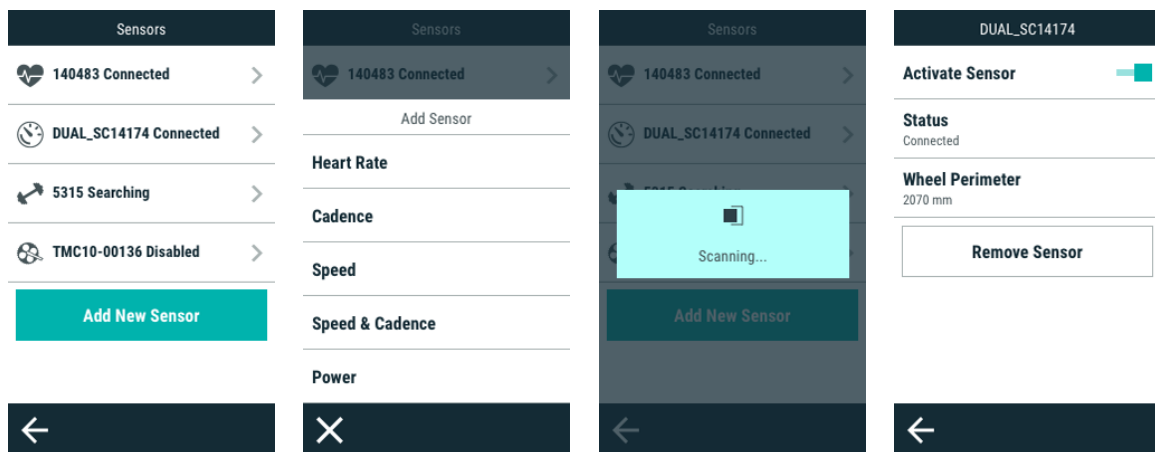 Sensors
140483 Connected
DUAL_SC14174 Connected
5315 Searching
TMC10-00136 Disabled
Add New Sensor
Sensors
140483 Connected
Add Sensor
Heart Rate
Cadence
Speed
Speed & Cadence
Power
Sensors
140483 Connected
DUAL_SC14174 Connected
Scanning...
Add New Sensor
DUAL_SC14174
Activate Sensor
Status
Connected
Wheel Perimeter
2070 mm
Remove Sensor